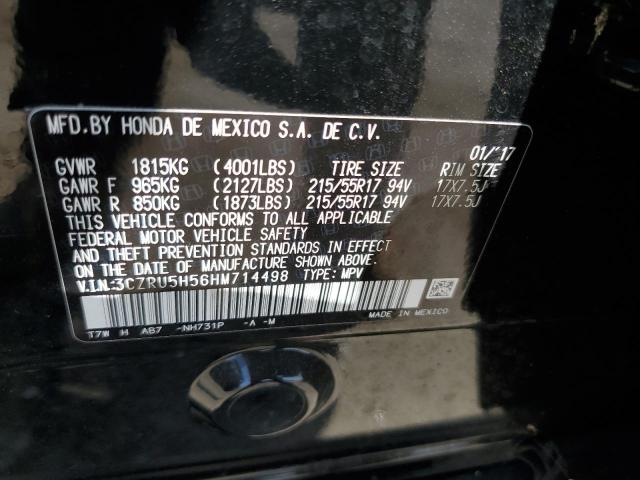 MFD.BY HONDA DE MEXICO S.A. DE C.V.
01/'17
GVWR 1815KG (4001LBS) TIRE SIZE RIM SIZE
GAWR F 965KG (2127LBS) 215/55R17 94V 17X7.5J
GAWR R 850KG (1873LBS) 215/55R17 94V 17X7.5J
THIS VEHICLE CONFORMS TO ALL APPLICABLE
FEDERAL MOTOR VEHICLE SAFETY
AND THEFT PREVENTION STANDARDS IN EFFECT
ON THE DATE OF MANUFACTURE SHOWN ABOVE.
V.I.N:3CZRU5H56HM714498 TYPE: MPV
T7W H AB7 -NH731P -A -M
MADE IN MEXICO